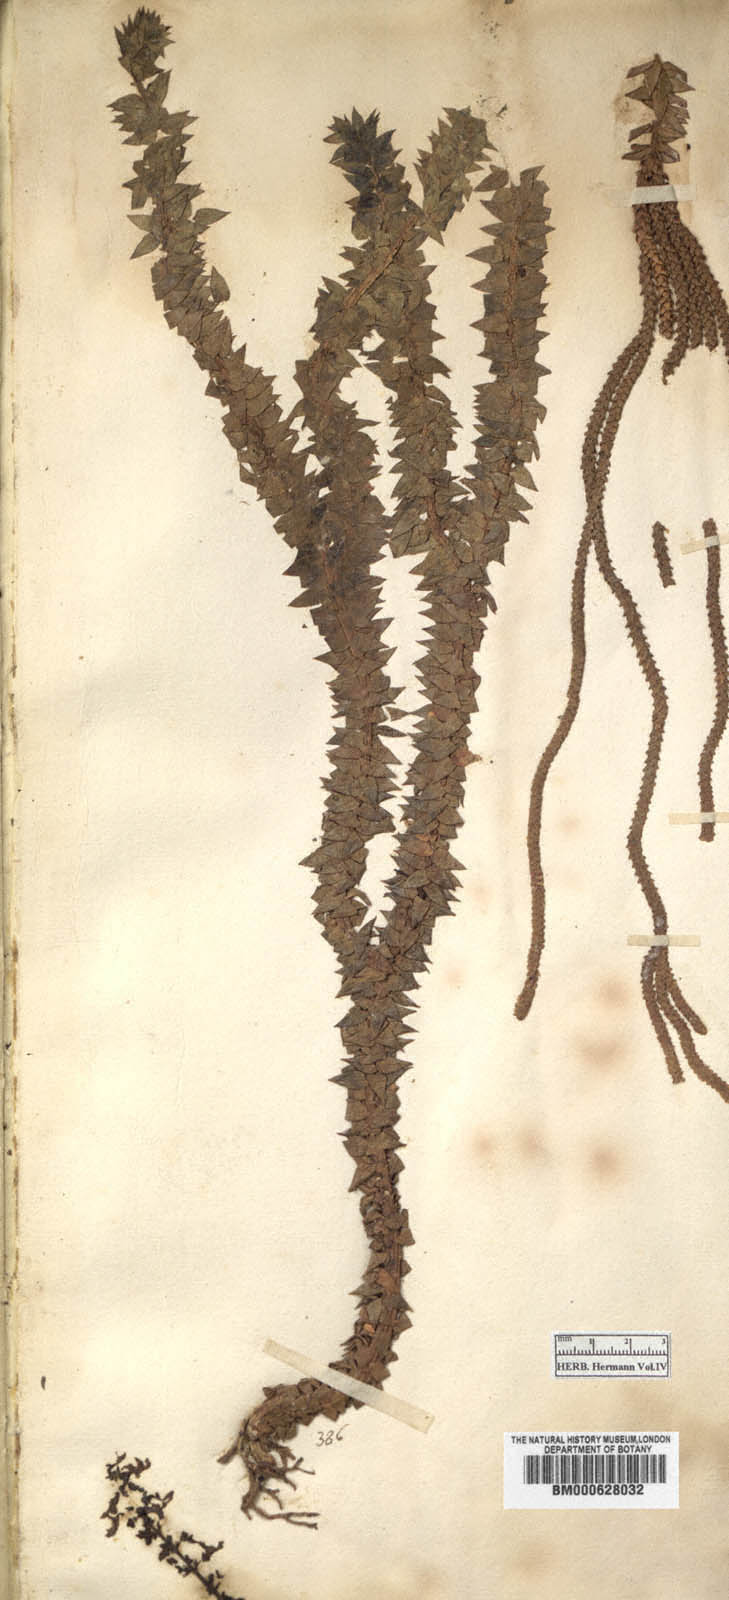 mm 1 2 3
HERB. Hermann Vol.IV
386
THE NATURAL HISTORY MUSEUM,LONDON
DEPARTMENT OF BOTANY
BM000628032